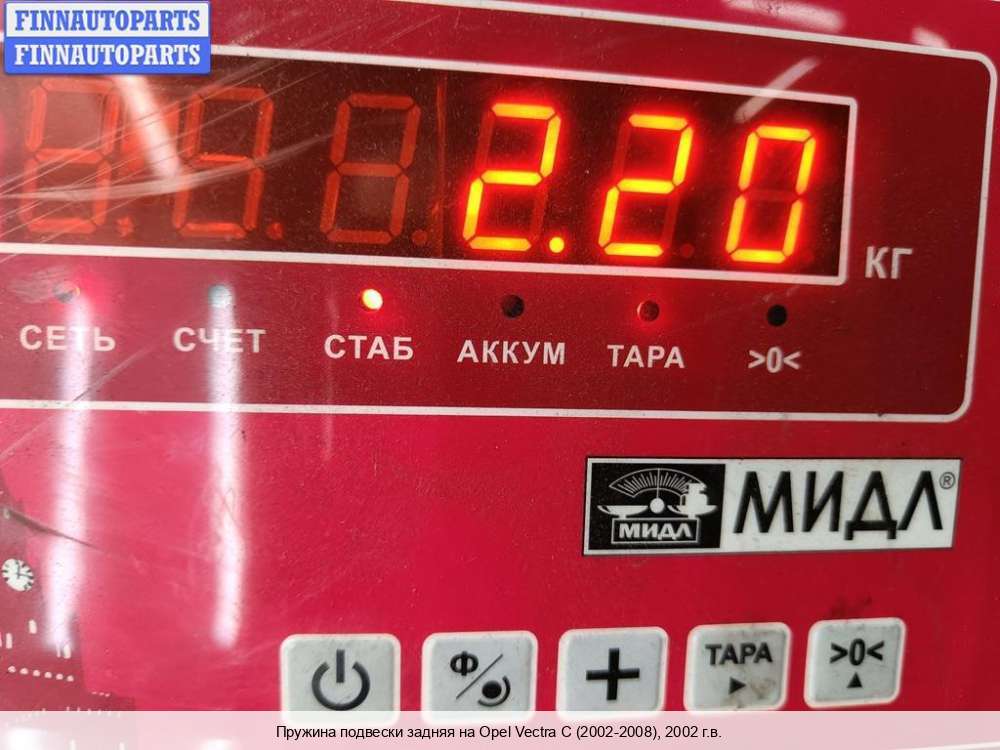 FINNAUTOPARTS
FINNAUTOPARTS
2.20
КГ
СЕТЬ СЧЕТ СТАБ АККУМ ТАРА >0<
МИДЛ МИДЛ®
Ф ТАРА >0<
Пружина подвески задняя на Opel Vectra C (2002-2008), 2002 г.в.